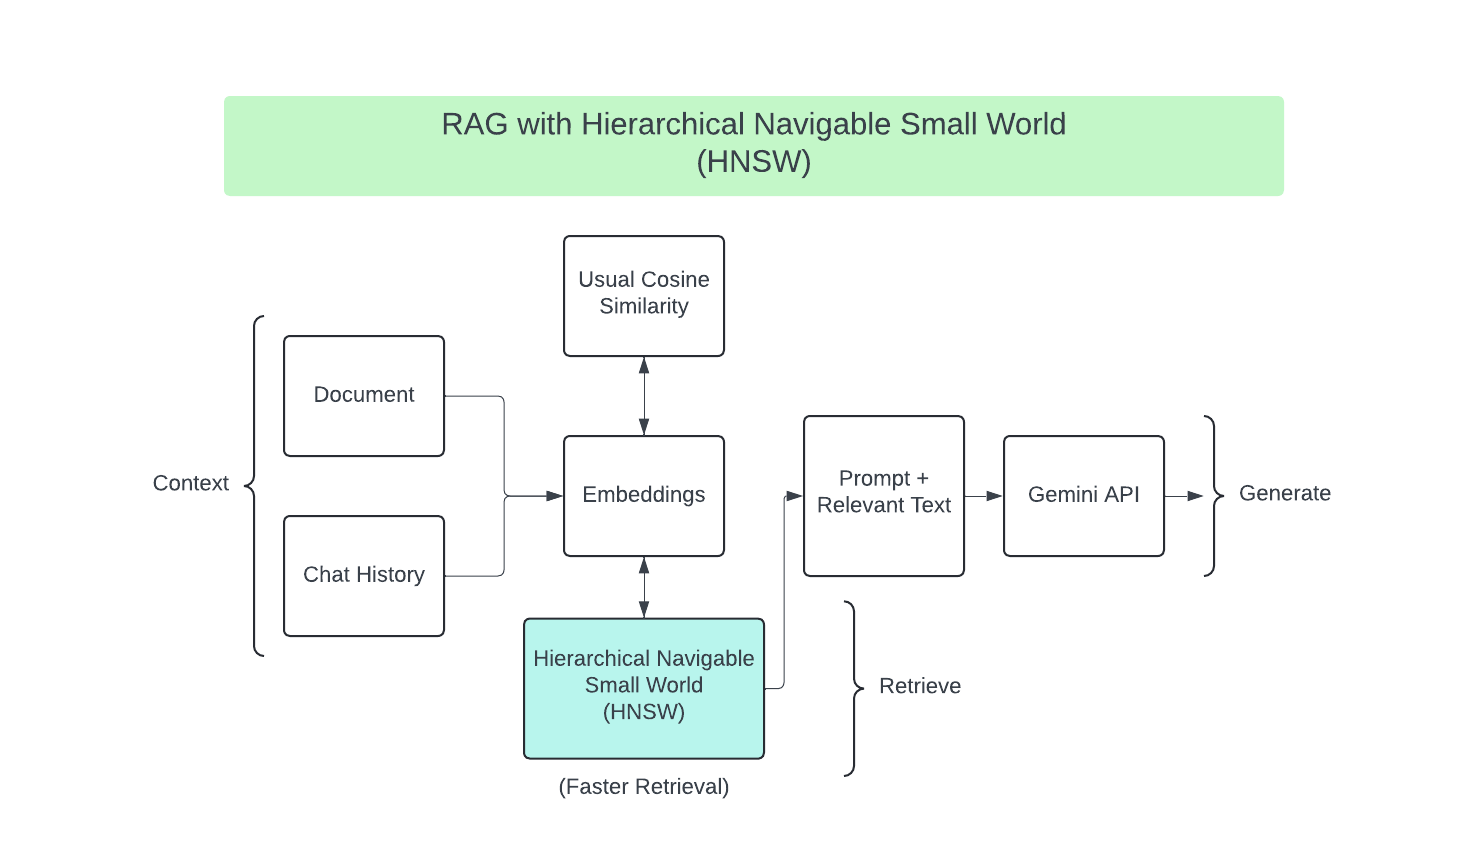 RAG with Hierarchical Navigable Small World
(HNSW)
Usual Cosine
Similarity
Document
Context
Chat History
Embeddings
Prompt +
Relevant Text
Gemini API
Generate
Hierarchical Navigable
Small World
(HNSW)
Retrieve
(Faster Retrieval)